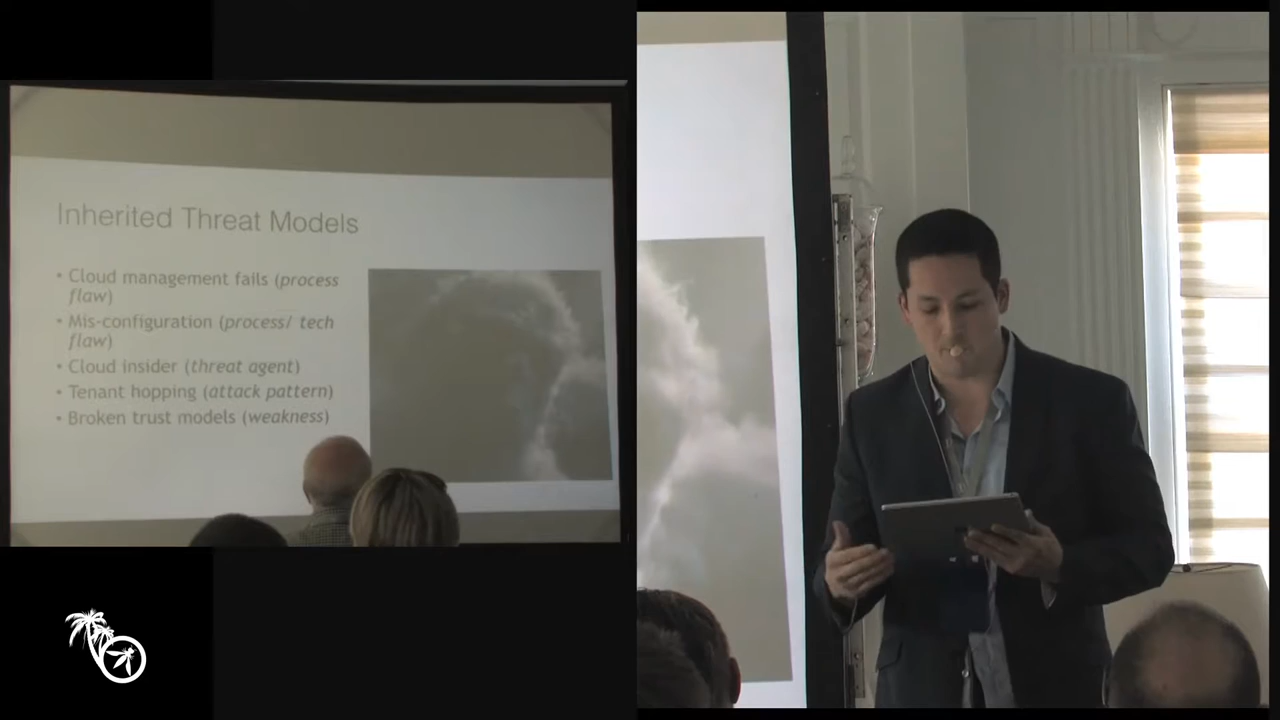 Inherited Threat Models
• Cloud management fails (process
flaw)
• Mis-configuration (process/ tech
flaw)
• Cloud insider (threat agent)
• Tenant hopping (attack pattern)
• Broken trust models (weakness)